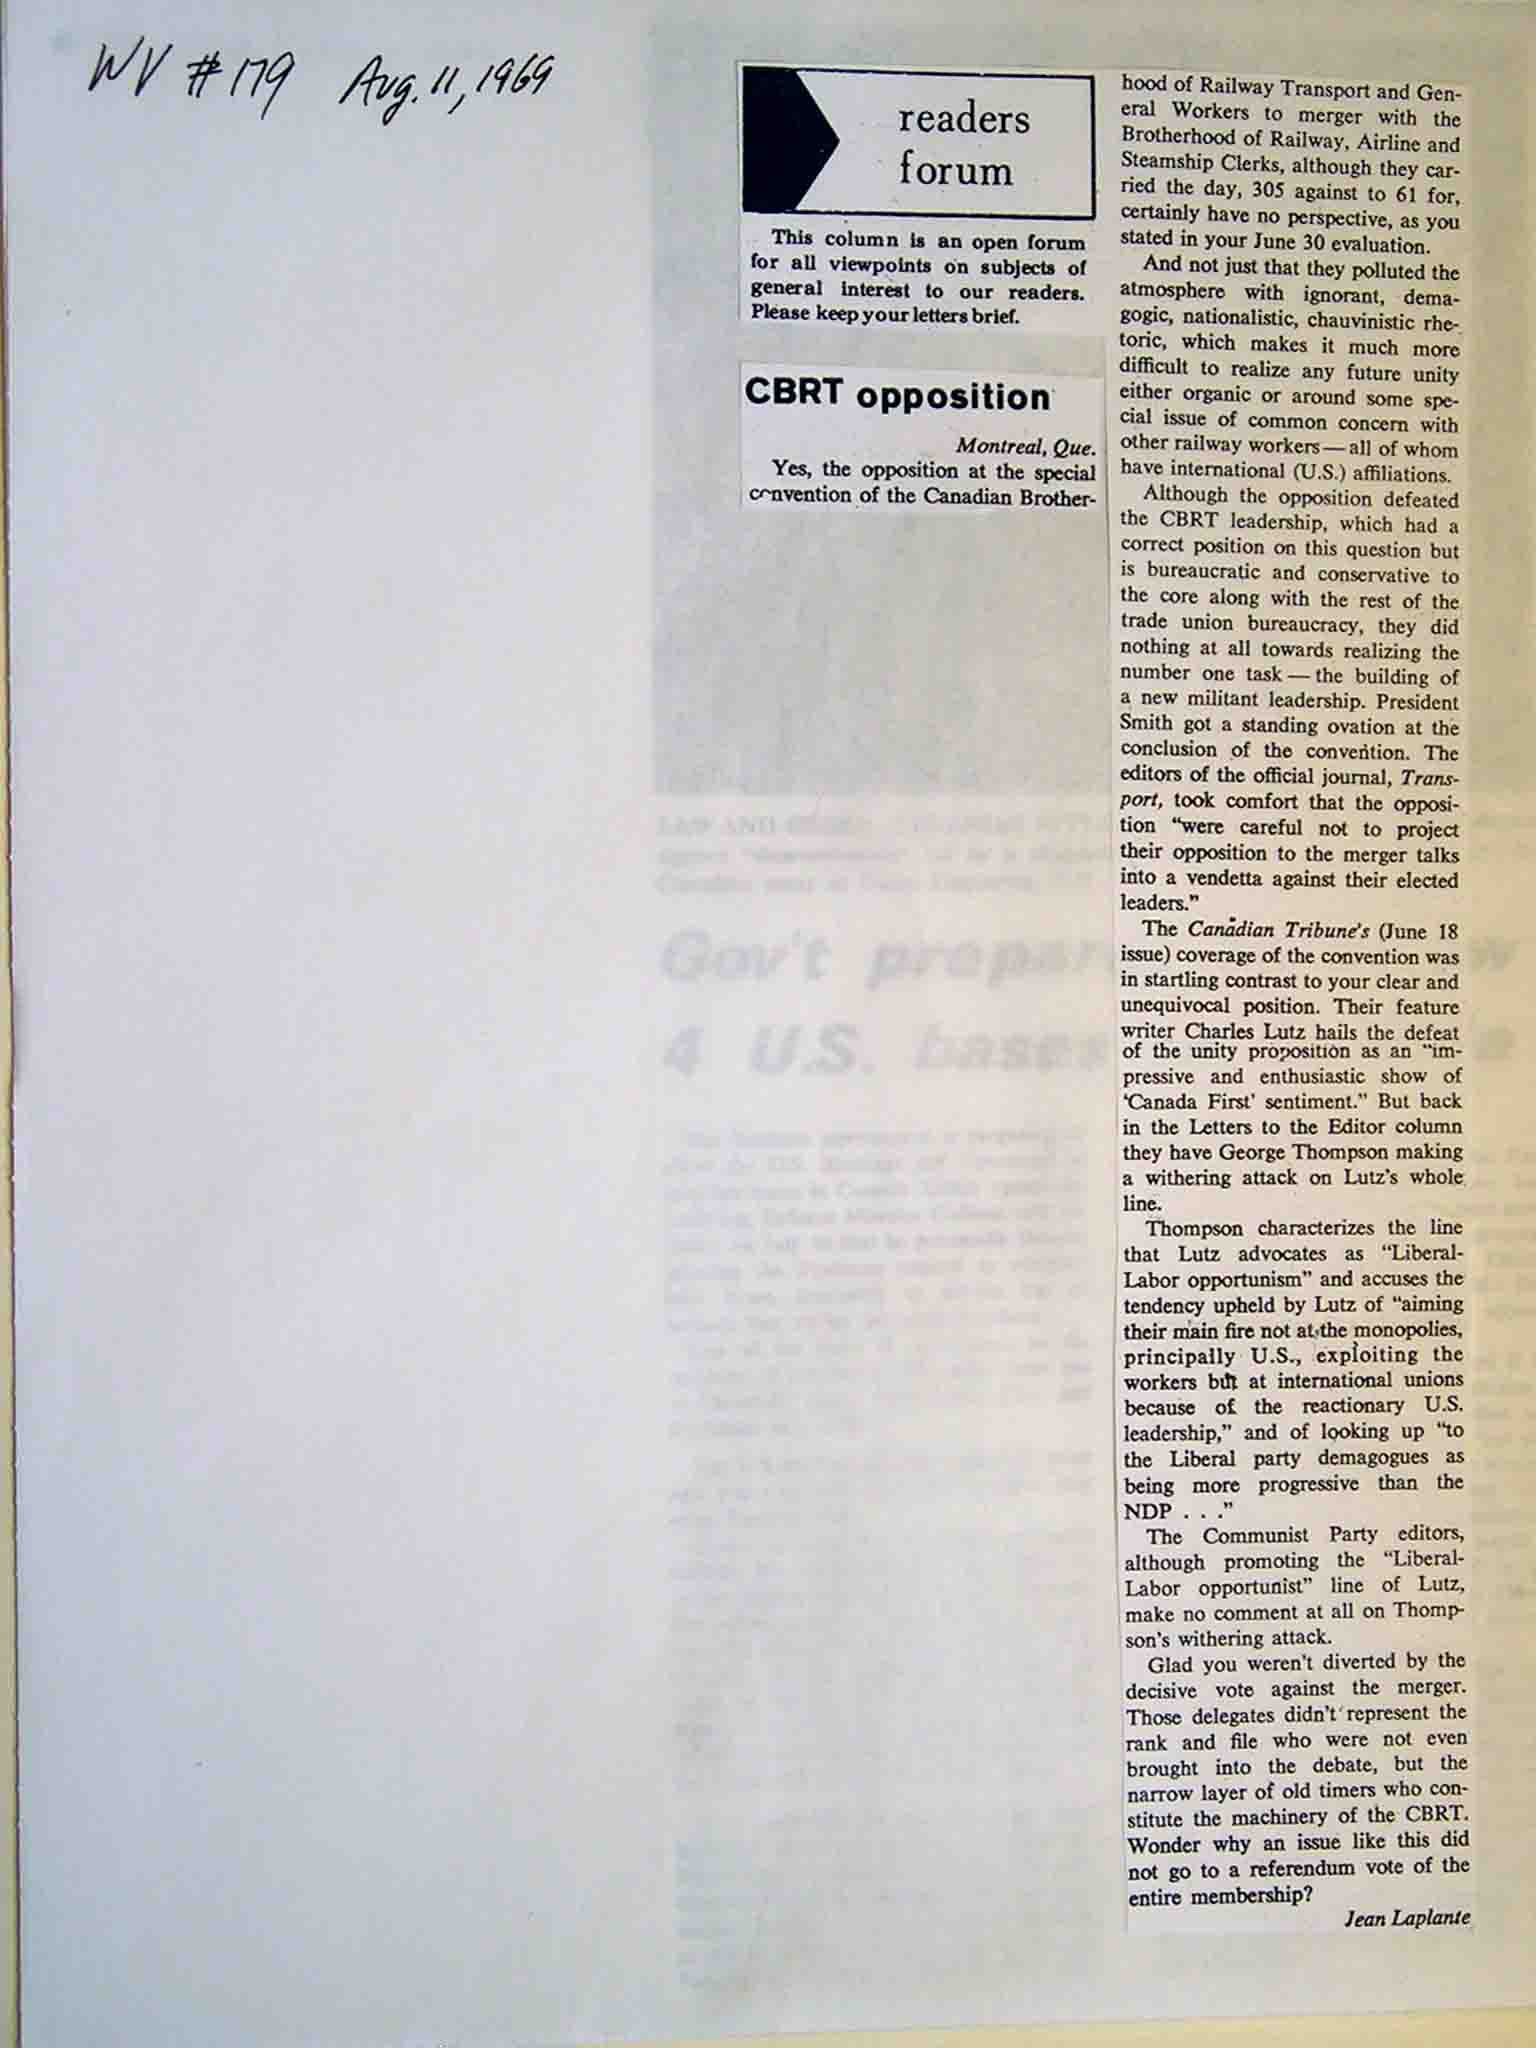 WV # 179 Aug. 11, 1969
readers
forum
This column is an open forum
for all viewpoints on subjects of
general interest to our readers.
Please keep your letters brief.
CBRT opposition
Montreal, Que.
Yes, the opposition at the special
convention of the Canadian Brother-
hood of Railway Transport and Gen-
eral Workers to merger with the
Brotherhood of Railway, Airline and
Steamship Clerks, although they car-
ried the day, 305 against to 61 for,
certainly have no perspective, as you
stated in your June 30 evaluation.
And not just that they polluted the
atmosphere with ignorant, dema-
gogic, nationalistic, chauvinistic rhe-
toric, which makes it much more
difficult to realize any future unity
either organic or around some spe-
cial issue of common concern with
other railway workers — all of whom
have international (U.S.) affiliations.
Although the opposition defeated
the CBRT leadership, which had a
correct position on this question but
is bureaucratic and conservative to
the core along with the rest of the
trade union bureaucracy, they did
nothing at all towards realizing the
number one task — the building of
a new militant leadership. President
Smith got a standing ovation at the
conclusion of the convention. The
editors of the official journal, Trans-
port, took comfort that the opposi-
tion "were careful not to project
their opposition to the merger talks
into a vendetta against their elected
leaders."
The Canadian Tribune's (June 18
issue) coverage of the convention was
in startling contrast to your clear and
unequivocal position. Their feature
writer Charles Lutz hails the defeat
of the unity proposition as an "im-
pressive and enthusiastic show of
'Canada First' sentiment." But back
in the Letters to the Editor column
they have George Thompson making
a withering attack on Lutz's whole
line.
Thompson characterizes the line
that Lutz advocates as "Liberal-
Labor opportunism" and accuses the
tendency upheld by Lutz of "aiming
their main fire not at the monopolies,
principally U.S., exploiting the
workers but at international unions
because of the reactionary U.S.
leadership," and of looking up "to
the Liberal party demagogues as
being more progressive than the
NDP . . ."
The Communist Party editors,
although promoting the "Liberal-
Labor opportunist" line of Lutz,
make no comment at all on Thomp-
son's withering attack.
Glad you weren't diverted by the
decisive vote against the merger.
Those delegates didn't represent the
rank and file who were not even
brought into the debate, but the
narrow layer of old timers who con-
stitute the machinery of the CBRT.
Wonder why an issue like this did
not go to a referendum vote of the
entire membership?
Jean Laplante
Gov't prepar
4 U.S. bases